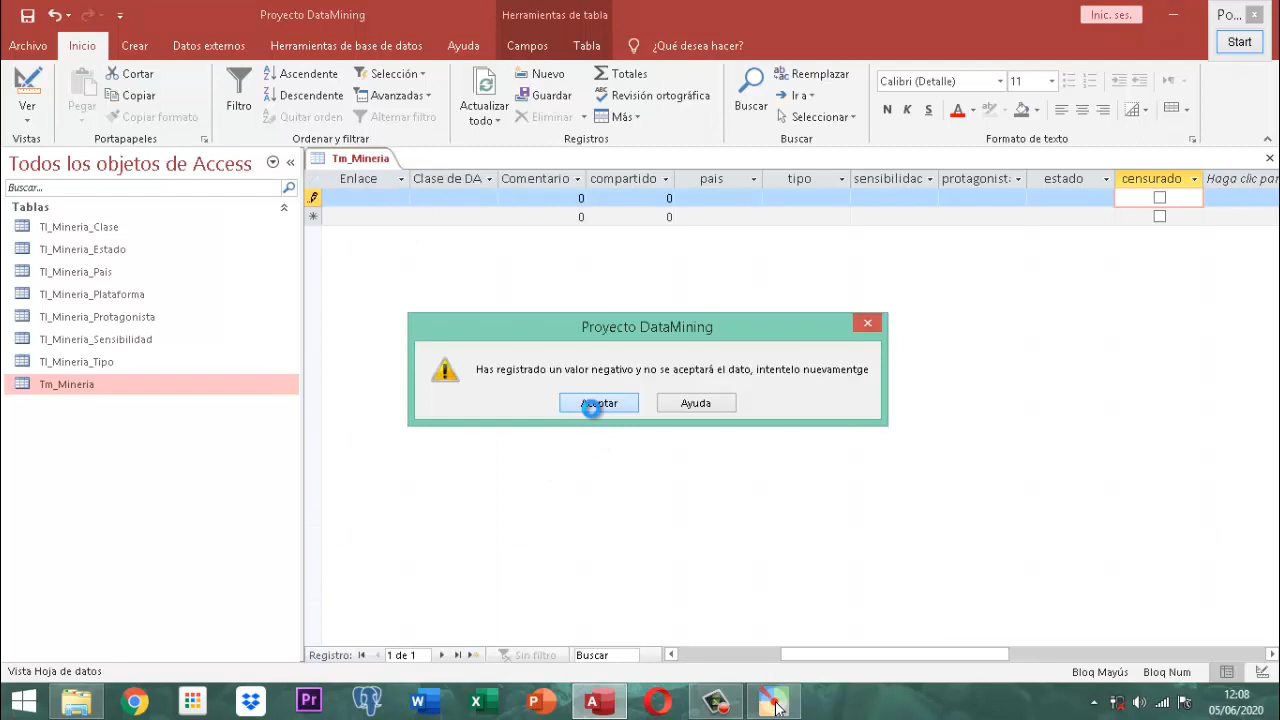 Proyecto DataMining
Herramientas de tabla
Inic. ses.
Po...
Archivo Inicio Crear Datos externos Herramientas de base de datos Ayuda Campos Tabla ¿Qué desea hacer?
Start
Cortar
Ascendente Selección
Nuevo Totales
Reemplazar
Calibri (Detalle) 11
Copiar
Descendente Avanzadas
Guardar Revisión ortográfica
Ir a
Ver Pegar
Filtro
Actualizar todo
Buscar
Copiar formato
Quitar orden Alternar filtro
Eliminar Más
Seleccionar
N K S
Vistas Portapapeles Ordenar y filtrar Registros Buscar Formato de texto
Todos los objetos de Access
Tm_Mineria
Buscar...
Enlace Clase de DA Comentario compartido pais tipo sensibilidac protagonist estado censurado Haga clic par
Tablas
0 0
0 0
Tl_Mineria_Clase
Tl_Mineria_Estado
Tl_Mineria_Pais
Tl_Mineria_Plataforma
Tl_Mineria_Protagonista
Tl_Mineria_Sensibilidad
Tl_Mineria_Tipo
Tm_Mineria
Proyecto DataMining
Has registrado un valor negativo y no se aceptará el dato, intentelo nuevamentge
Aceptar Ayuda
Registro: 1 de 1 Sin filtro Buscar
Vista Hoja de datos
Bloq Mayús Bloq Num
12:08
05/06/2020